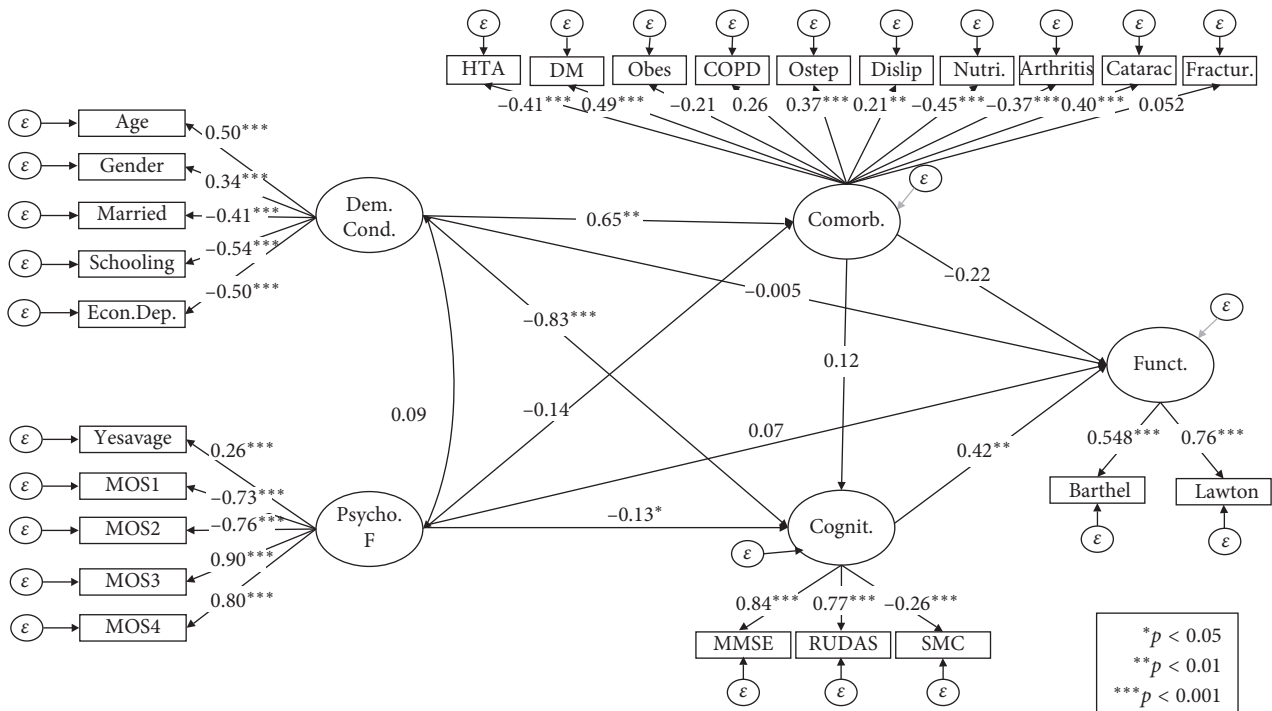 ε ε ε ε ε ε ε ε ε ε
HTA DM Obes COPD Ostep Dislip Nutri. Arthritis Catarac Fractur.
–0.41*** 0.49*** –0.21 0.26 0.37*** 0.21** –0.45*** –0.37*** 0.40*** 0.052
ε Age 0.50***
ε Gender 0.34***
ε Married –0.41***
ε Schooling –0.54***
ε Econ.Dep. –0.50***
Dem.
Cond.
0.65**
Comorb.
ε
–0.005
–0.22
–0.83***
0.12
ε
Funct.
–0.14
0.09
0.07
0.42**
0.548*** 0.76***
Barthel Lawton
ε ε
ε Yesavage 0.26***
ε MOS1 –0.73***
ε MOS2 –0.76***
ε MOS3 0.90***
ε MOS4 0.80***
Psycho.
F
–0.13*
Cognit.
ε
0.84*** 0.77*** –0.26***
MMSE RUDAS SMC
ε ε ε
*p < 0.05
**p < 0.01
***p < 0.001